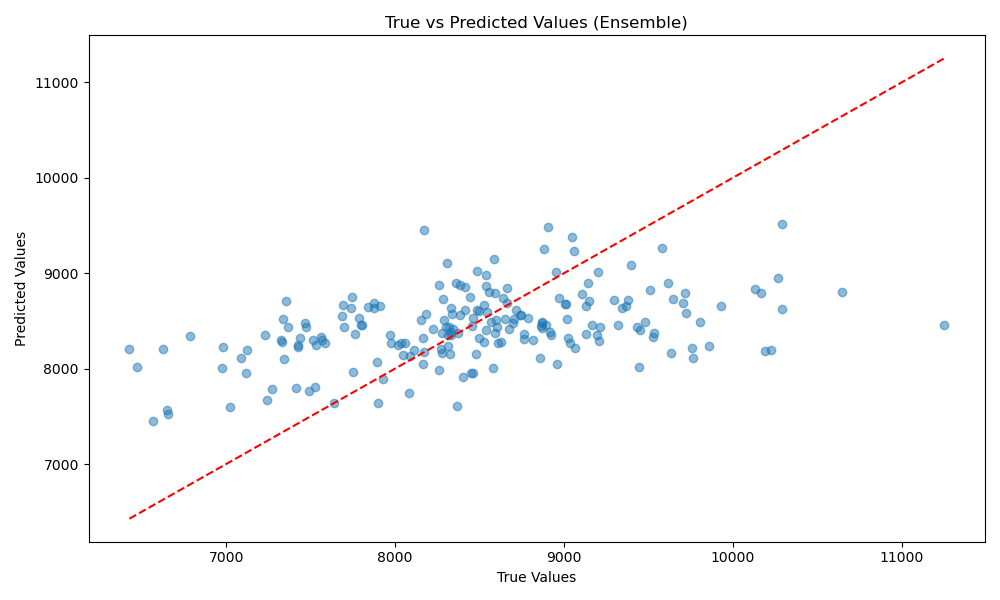 True vs Predicted Values (Ensemble)
11000
10000
9000
8000
7000
Predicted Values
7000 8000 9000 10000 11000
True Values